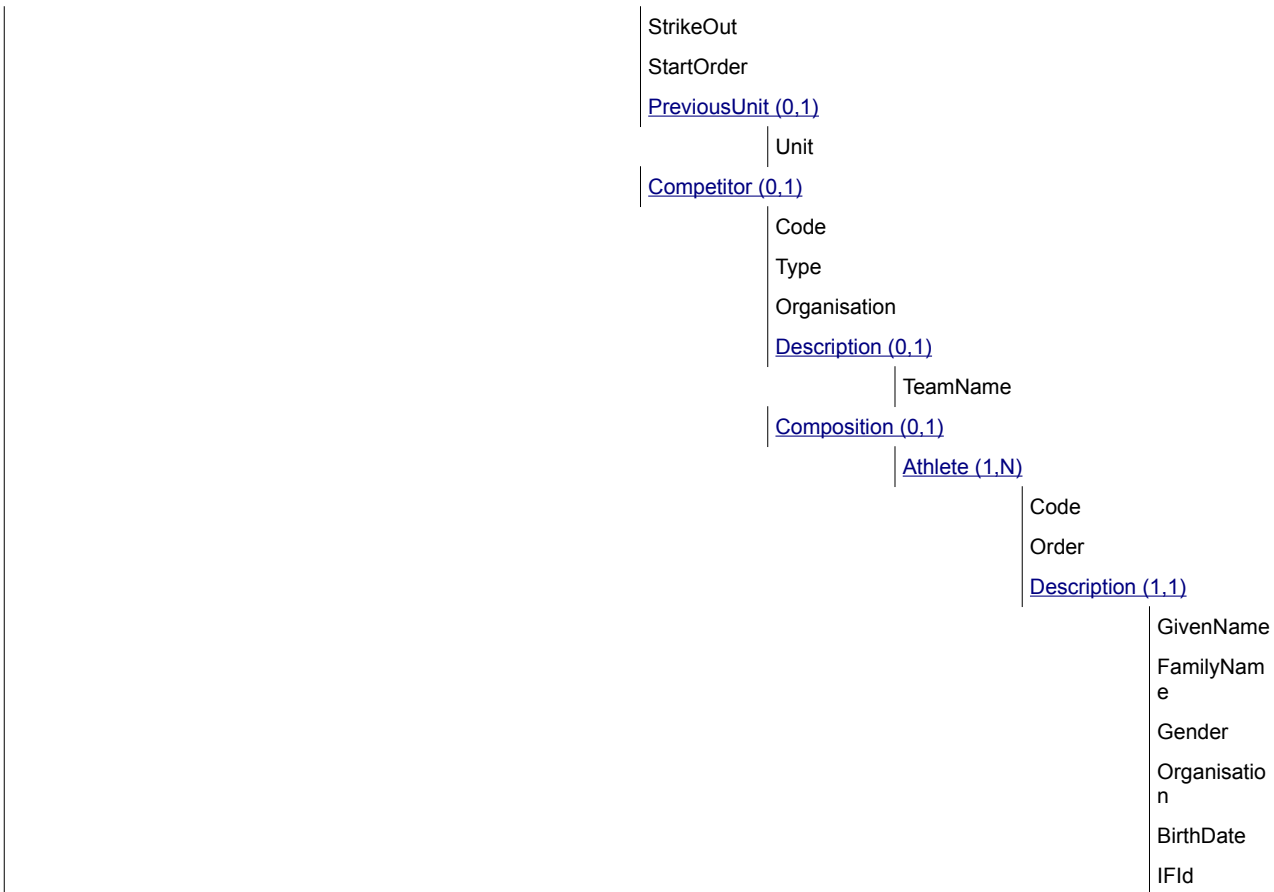 StrikeOut
StartOrder
PreviousUnit (0,1)
Unit
Competitor (0,1)
Code
Type
Organisation
Description (0,1)
TeamName
Composition (0,1)
Athlete (1,N)
Code
Order
Description (1,1)
GivenName
FamilyNam
e
Gender
Organisatio
n
BirthDate
IFId